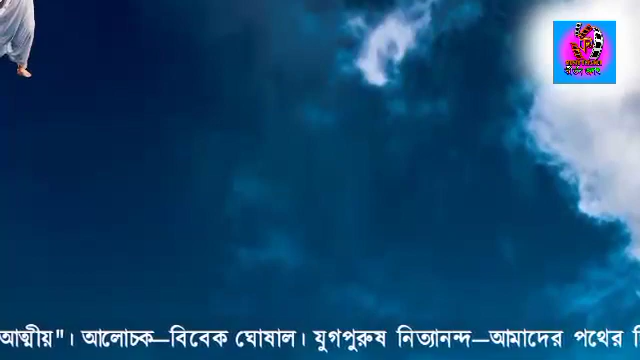 আত্মীয়"। আলোচক—বিবেক ঘোষাল। যুগপুরুষ নিত্যানন্দ—আমাদের পথের